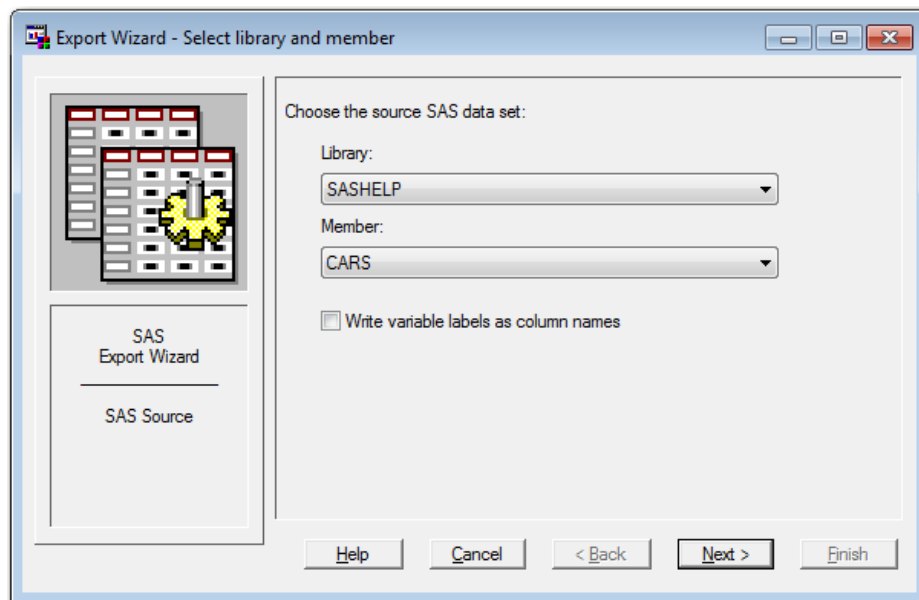 Export Wizard - Select library and member
Choose the source SAS data set:
Library:
SASHELP
Member:
CARS
Write variable labels as column names
SAS
Export Wizard
SAS Source
Help
Cancel
< Back
Next >
Finish